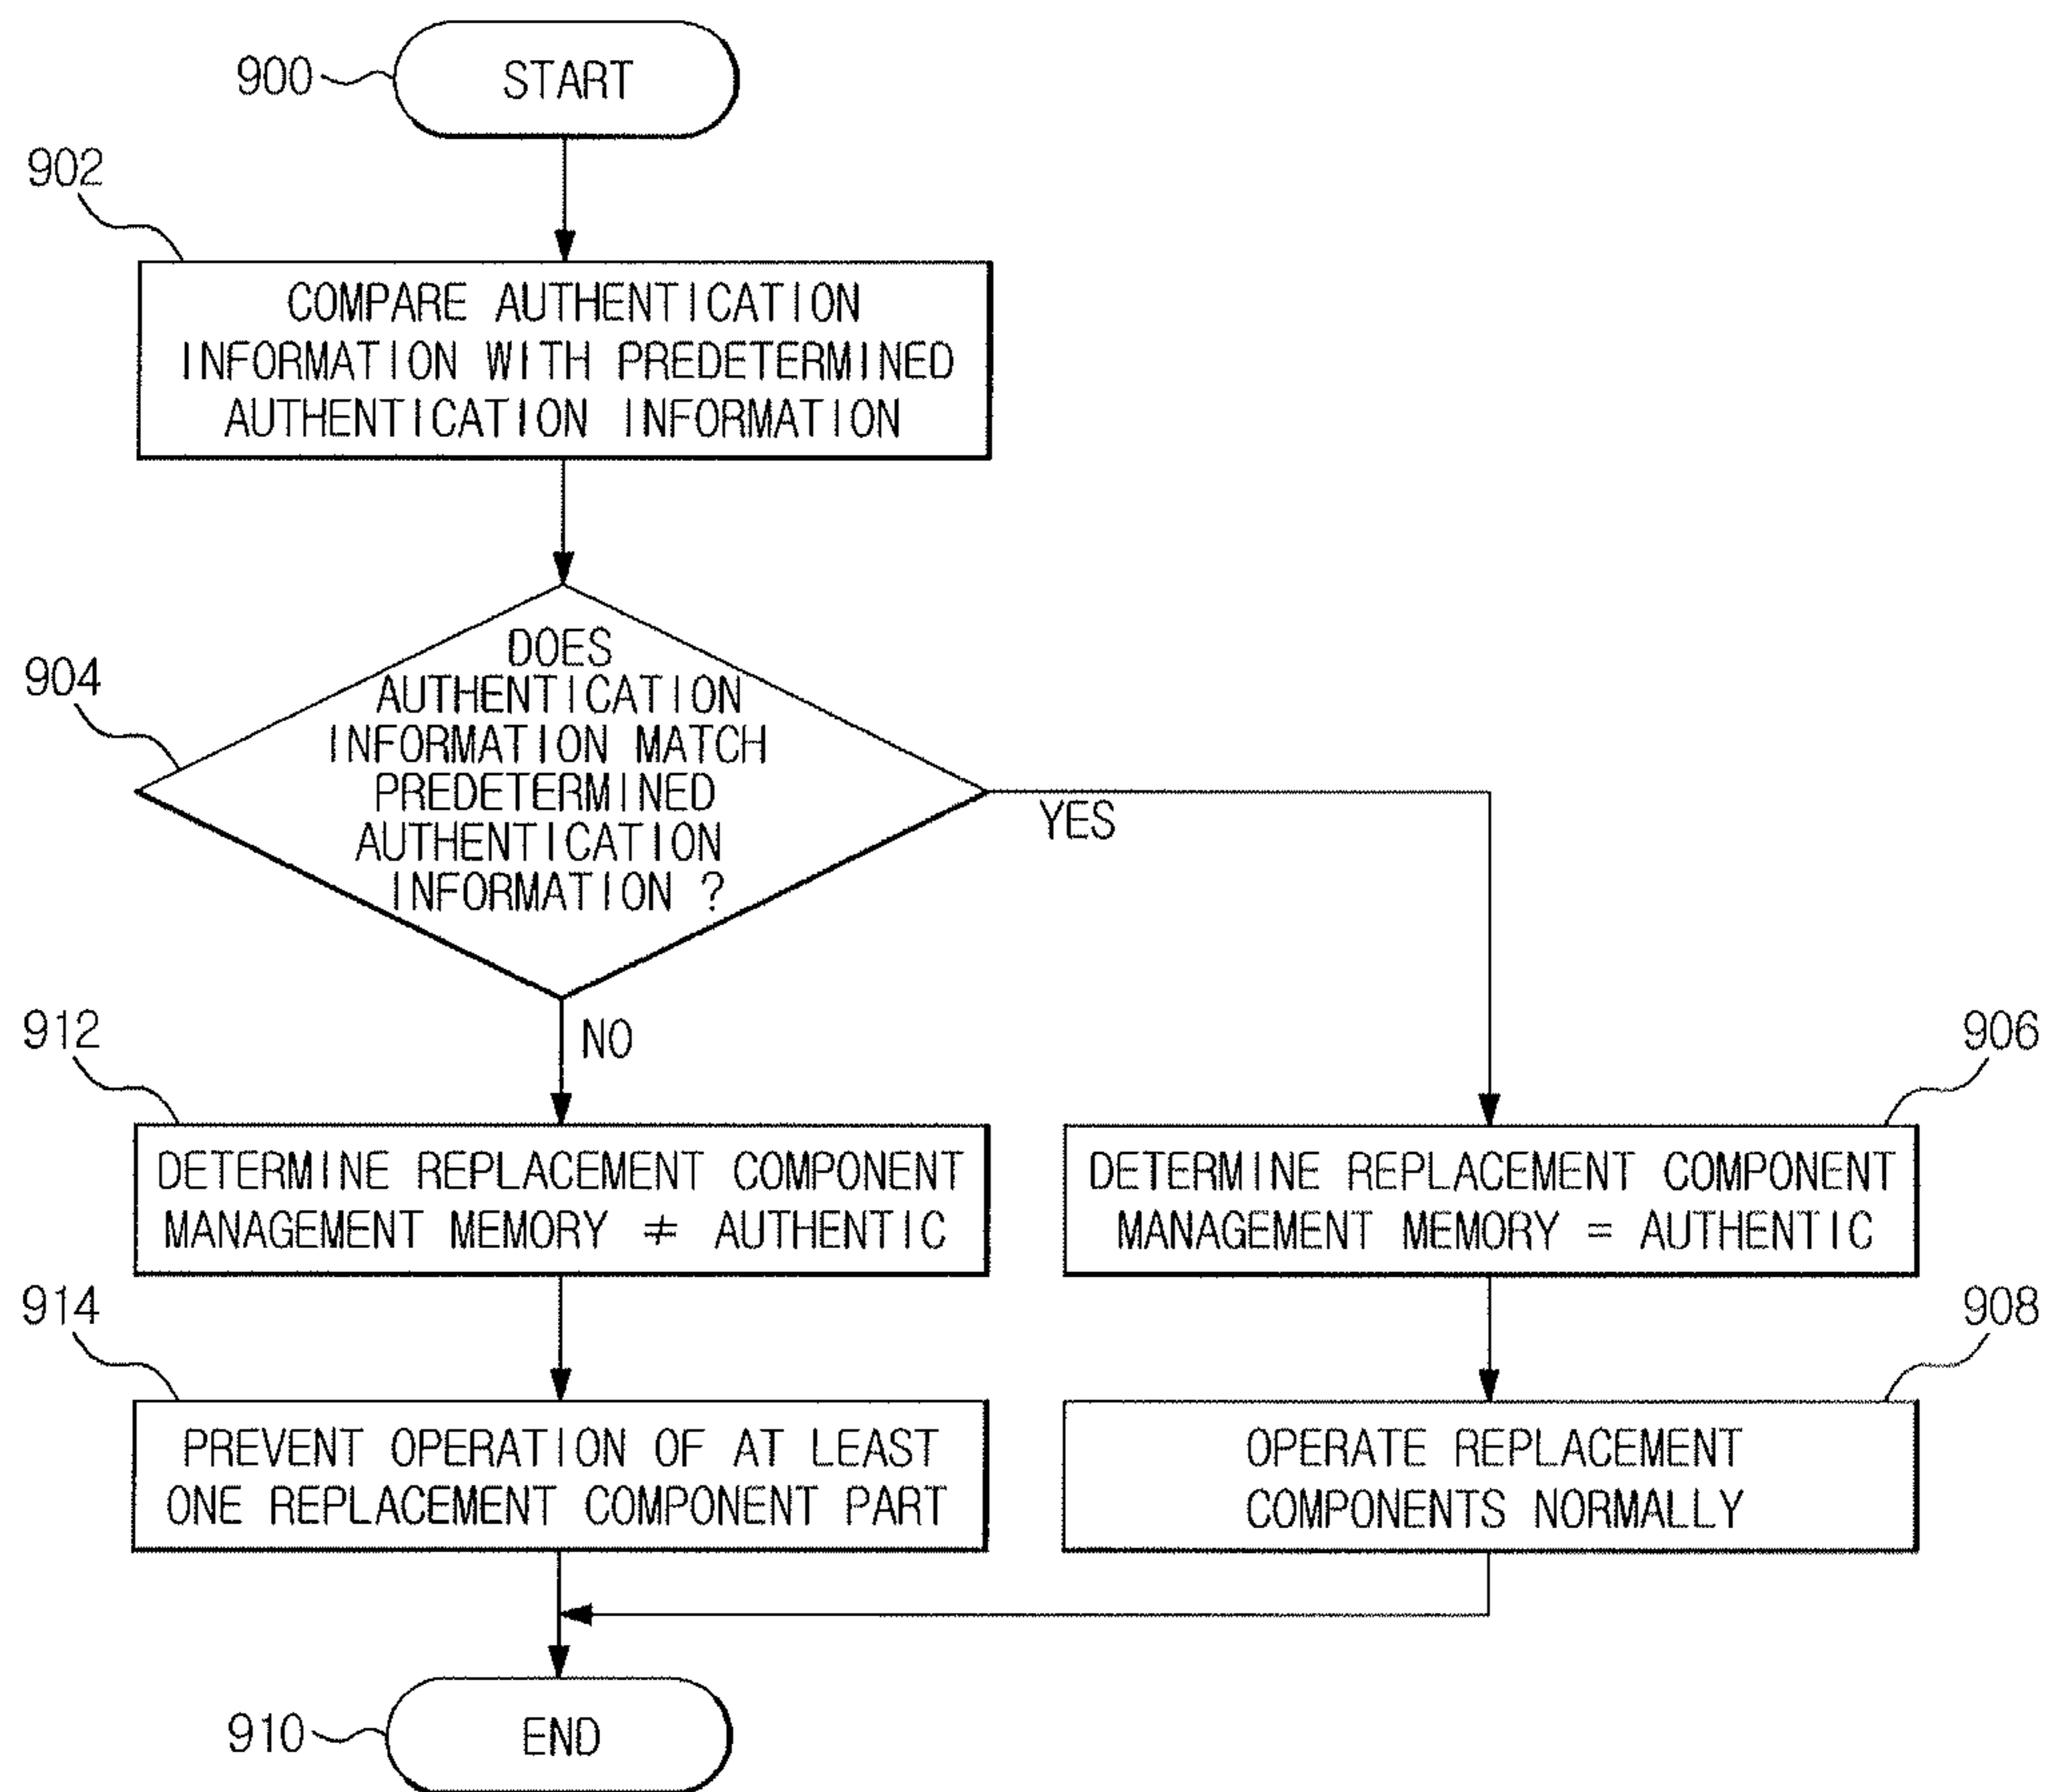 900
START
902
COMPARE AUTHENTICATION
INFORMATION WITH PREDETERMINED
AUTHENTICATION INFORMATION
904
DOES
AUTHENTICATION
INFORMATION MATCH
PREDETERMINED
AUTHENTICATION
INFORMATION ?
YES
NO
912
DETERMINE REPLACEMENT COMPONENT
MANAGEMENT MEMORY ≠ AUTHENTIC
906
DETERMINE REPLACEMENT COMPONENT
MANAGEMENT MEMORY = AUTHENTIC
914
PREVENT OPERATION OF AT LEAST
ONE REPLACEMENT COMPONENT PART
908
OPERATE REPLACEMENT
COMPONENTS NORMALLY
910
END